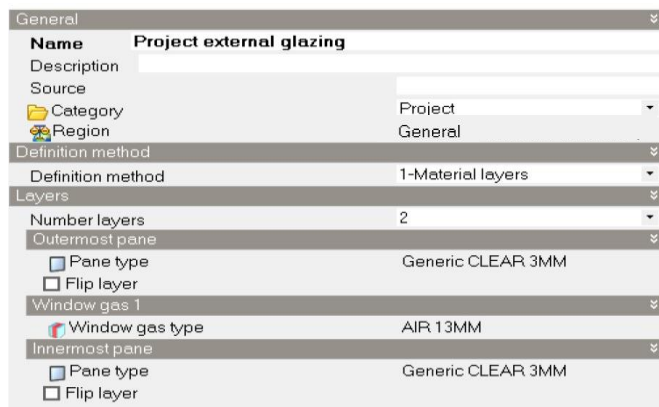 General
Name Project external glazing
Description
Source
Category Project
Region General
Definition method
Definition method 1-Material layers
Layers
Number layers 2
Outermost pane
Pane type Generic CLEAR 3MM
Flip layer
Window gas 1
Window gas type AIR 13MM
Innermost pane
Pane type Generic CLEAR 3MM
Flip layer